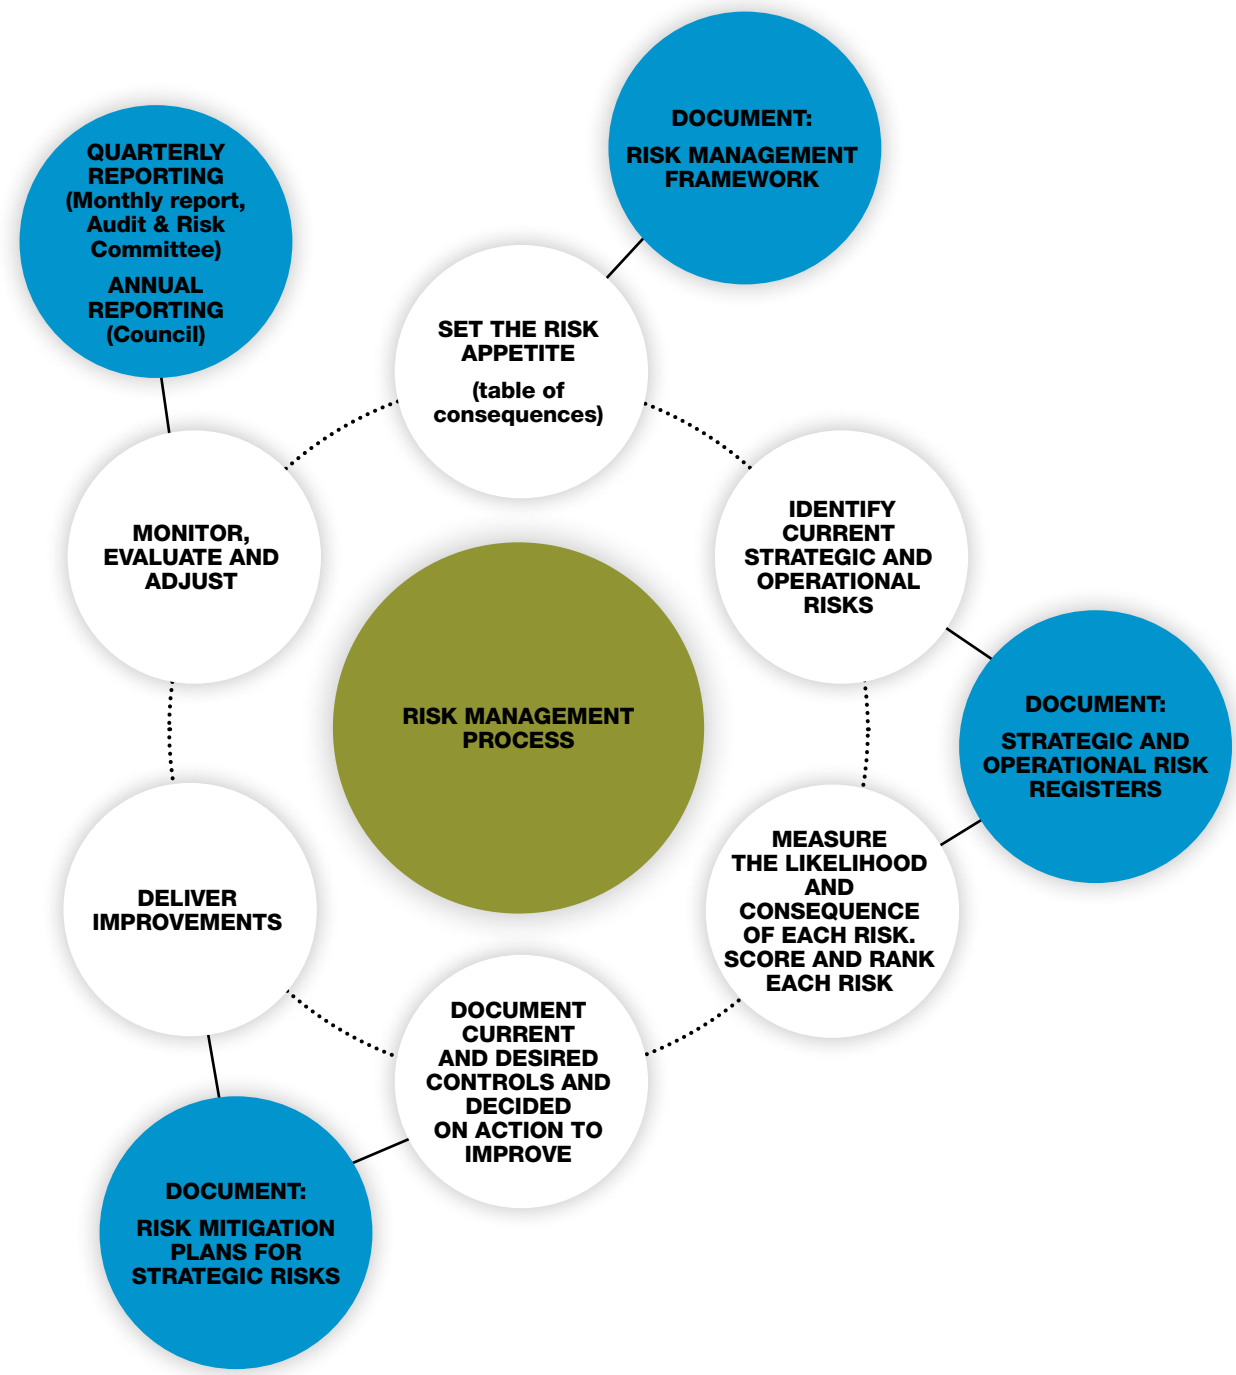 DOCUMENT:
RISK MANAGEMENT
FRAMEWORK
QUARTERLY
REPORTING
(Monthly report,
Audit & Risk
Committee)
ANNUAL
REPORTING
(Council)
SET THE RISK
APPETITE
(table of
consequences)
IDENTIFY
CURRENT
STRATEGIC AND
OPERATIONAL
RISKS
MONITOR,
EVALUATE AND
ADJUST
RISK MANAGEMENT
PROCESS
DOCUMENT:
STRATEGIC AND
OPERATIONAL RISK
REGISTERS
MEASURE
THE LIKELIHOOD
AND
CONSEQUENCE
OF EACH RISK.
SCORE AND RANK
EACH RISK
DELIVER
IMPROVEMENTS
DOCUMENT
CURRENT
AND DESIRED
CONTROLS AND
DECIDED
ON ACTION TO
IMPROVE
DOCUMENT:
RISK MITIGATION
PLANS FOR
STRATEGIC RISKS